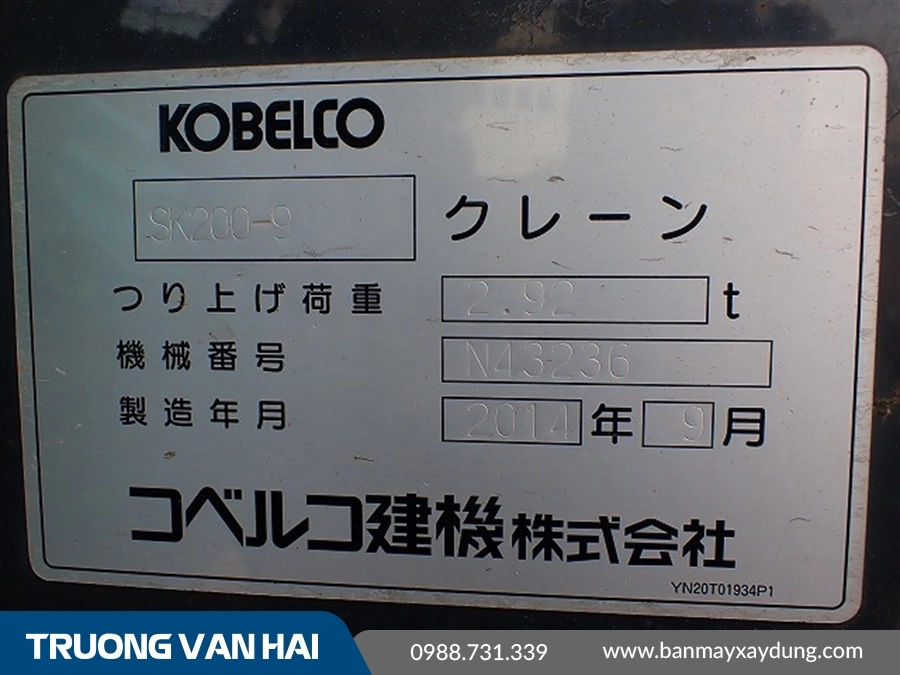 KOBELCO
SK200-9 クレーン
つり上げ荷重 2.92 t
機械番号 N43236
製造年月 2014 年 9 月
コベルコ建機株式会社
YN20T01934P1
TRUONG VAN HAI 0988.731.339 www.banmayxaydung.com